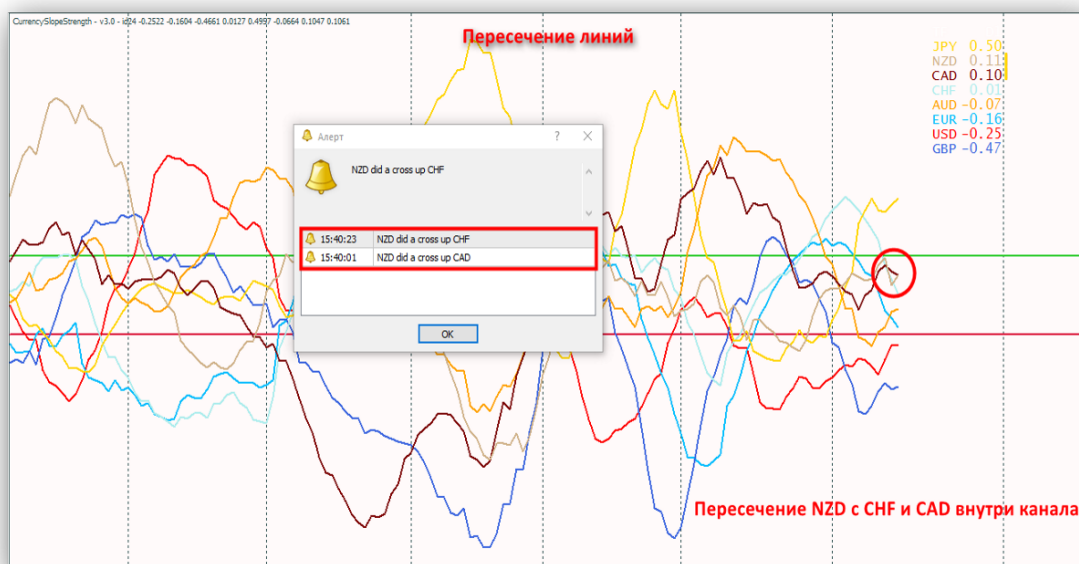 CurrencySlopeStrength - v3.0 - id24 -0.2522 -0.1604 -0.4661 0.0127 0.4997 -0.0664 0.1047 0.1061
Пересечение линий
JPY 0.50
NZD 0.11
CAD 0.10
CHF 0.01
AUD -0.07
EUR -0.16
USD -0.25
GBP -0.47
Алерт
NZD did a cross up CHF
15:40:23 NZD did a cross up CHF
15:40:01 NZD did a cross up CAD
OK
Пересечение NZD с CHF и CAD внутри канала